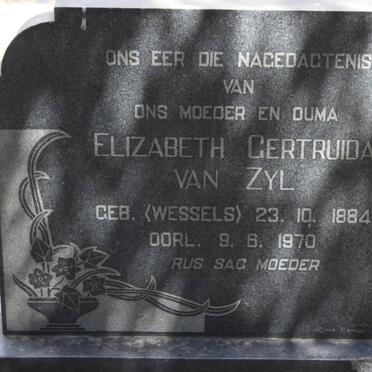 ONS EER DIE NAGEDAGTENIS
VAN
ONS MOEDER EN OUMA
ELIZABETH GERTRUIDA
VAN ZYL
GEB. (WESSELS) 23. 10. 1884
OORL. 9. 6. 1970
RUS SAG MOEDER